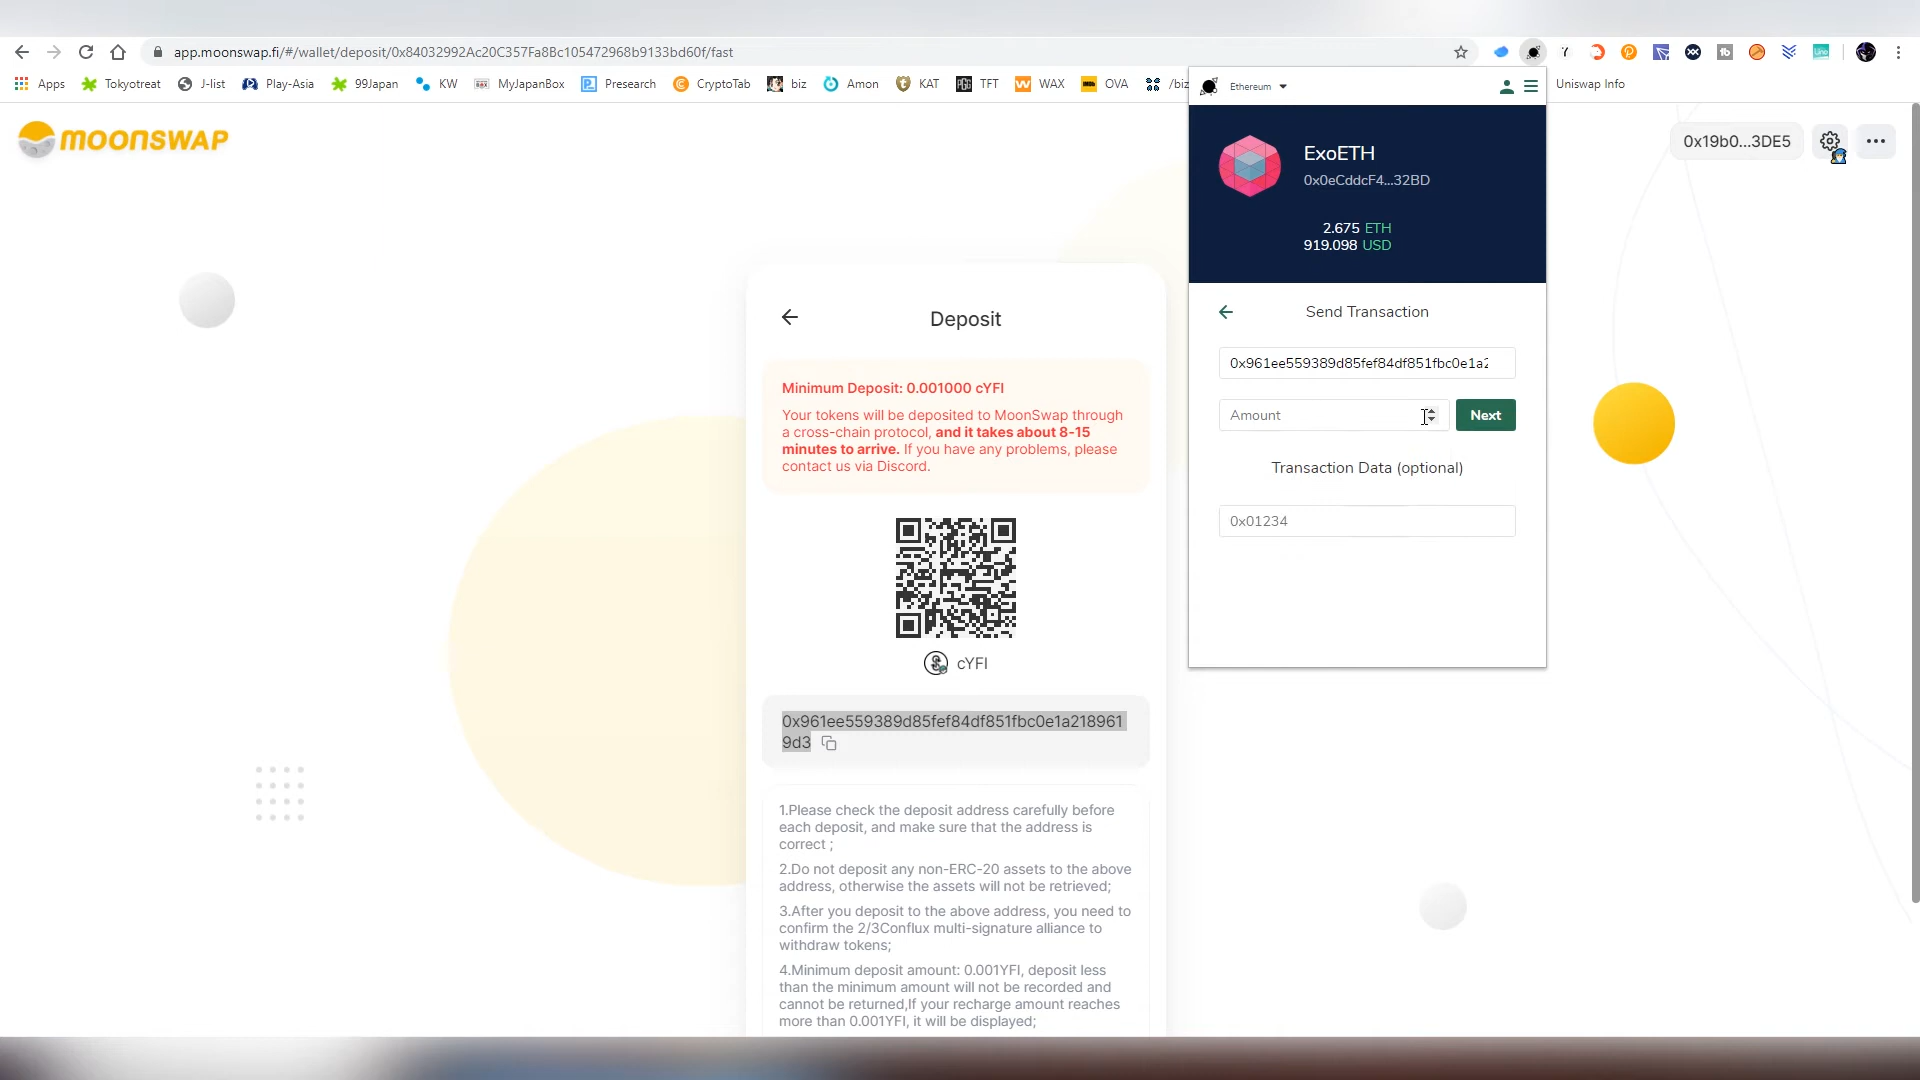 app.moonswap.fi/#/wallet/deposit/0x84032992Ac20C357Fa8Bc105472968b9133bd60f/fast
Apps Tokyotreat J-list Play-Asia 99Japan KW MyJapanBox Presearch CryptoTab biz Amon KAT TFT WAX OVA /biz Uniswap Info
MOONSWAP
0x19b0...3DE5
Deposit
Minimum Deposit: 0.001000 cYFI
Your tokens will be deposited to MoonSwap through
a cross-chain protocol, and it takes about 8-15
minutes to arrive. If you have any problems, please
contact us via Discord.
cYFI
0x961ee559389d85fef84df851fbc0e1a218961
9d3
1.Please check the deposit address carefully before
each deposit, and make sure that the address is
correct ;
2.Do not deposit any non-ERC-20 assets to the above
address, otherwise the assets will not be retrieved;
3.After you deposit to the above address, you need to
confirm the 2/3Conflux multi-signature alliance to
withdraw tokens;
4.Minimum deposit amount: 0.001YFI, deposit less
than the minimum amount will not be recorded and
cannot be returned,If your recharge amount reaches
more than 0.001YFI, it will be displayed;
Ethereum
ExoETH
0x0eCddcF4...32BD
2.675 ETH
919.098 USD
Send Transaction
0x961ee559389d85fef84df851fbc0e1a2
Amount
Next
Transaction Data (optional)
0x01234